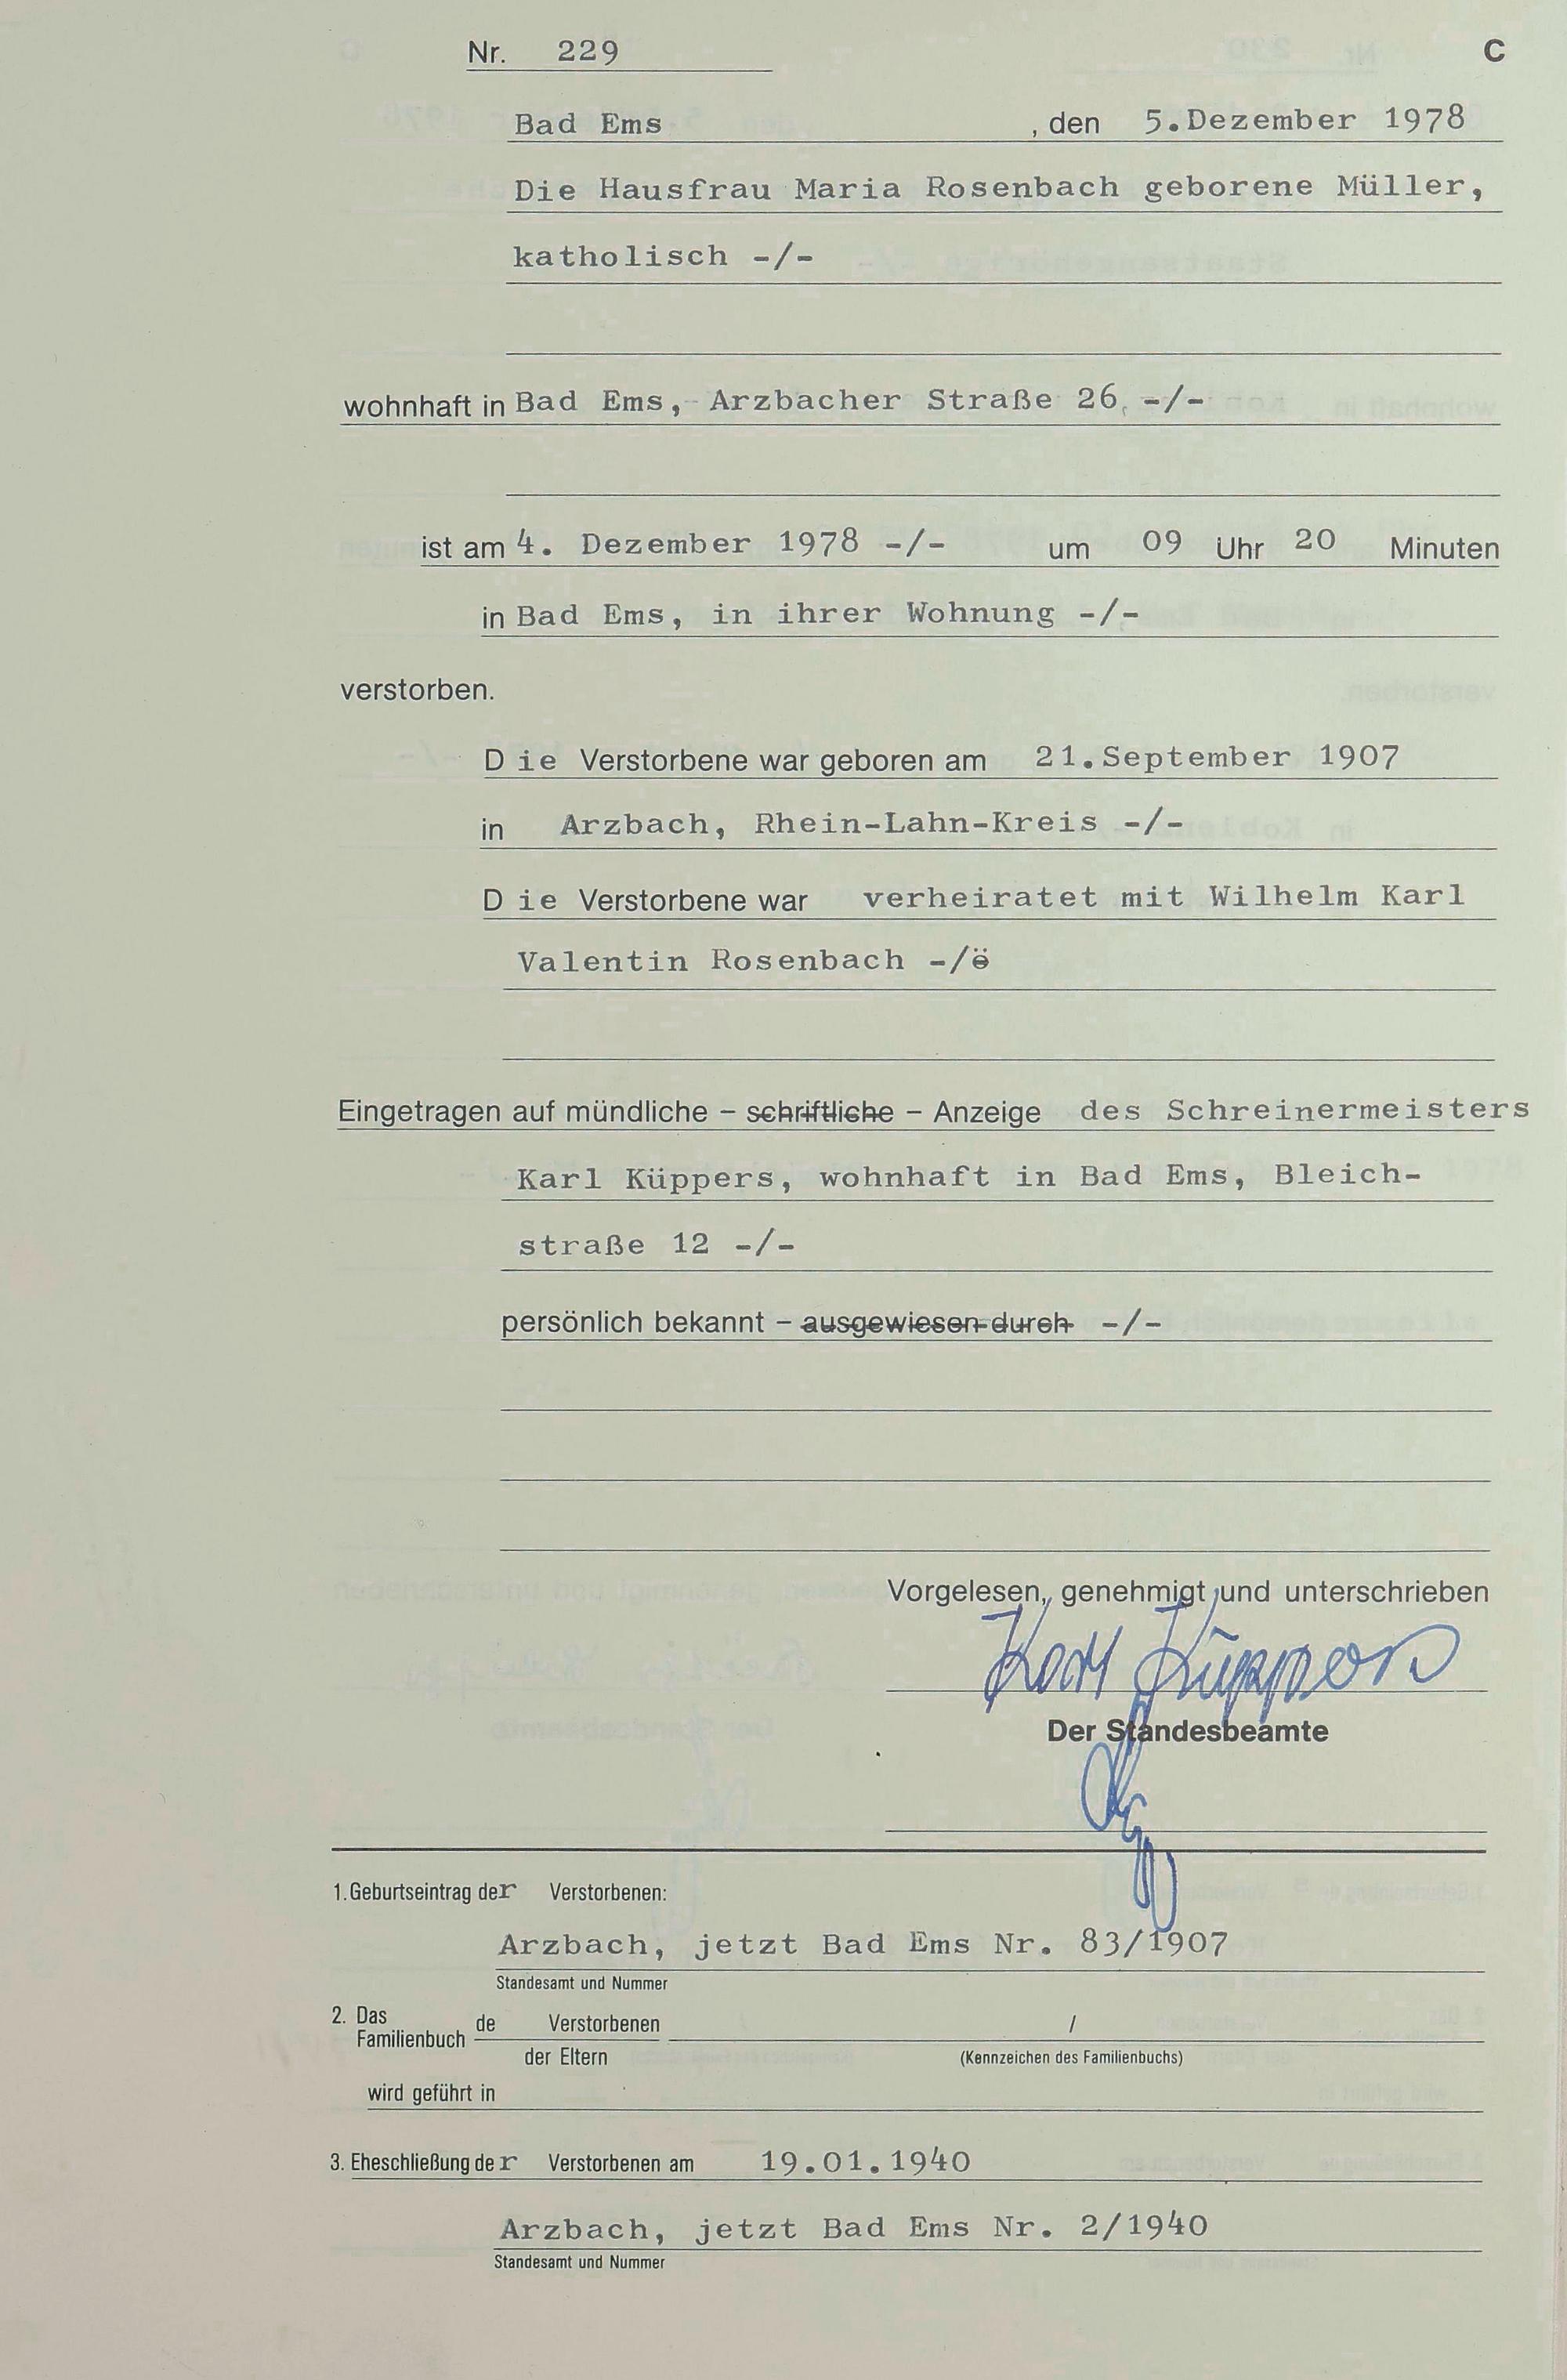 Nr. 229 C
Bad Ems , den 5.Dezember 1978
Die Hausfrau Maria Rosenbach geborene Müller,
katholisch -/-
wohnhaft in Bad Ems, Arzbacher Straße 26, -/-
ist am 4. Dezember 1978 -/- um 09 Uhr 20 Minuten
in Bad Ems, in ihrer Wohnung -/-
verstorben.
Die Verstorbene war geboren am 21.September 1907
in Arzbach, Rhein-Lahn-Kreis -/-
Die Verstorbene war verheiratet mit Wilhelm Karl
Valentin Rosenbach -/-
Eingetragen auf mündliche – schriftliche – Anzeige des Schreinermeisters
Karl Küppers, wohnhaft in Bad Ems, Bleich-
straße 12 -/-
persönlich bekannt – ausgewiesen durch -/-
Vorgelesen, genehmigt und unterschrieben
Karl Küppers
Der Standesbeamte
1. Geburtseintrag der Verstorbenen:
Arzbach, jetzt Bad Ems Nr. 83/1907
Standesamt und Nummer
2. Das Familienbuch de Verstorbenen /
der Eltern (Kennzeichen des Familienbuchs)
wird geführt in
3. Eheschließung der Verstorbenen am 19.01.1940
Arzbach, jetzt Bad Ems Nr. 2/1940
Standesamt und Nummer